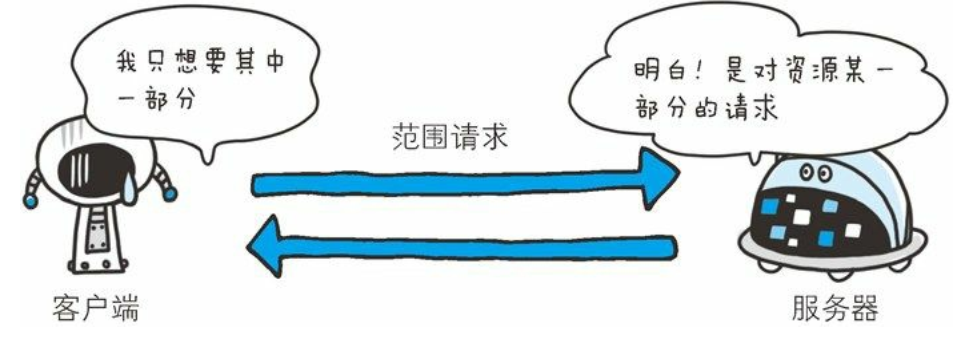 我只想要其中
一部分
明白！是对资源某一
部分的请求
范围请求
客户端
服务器